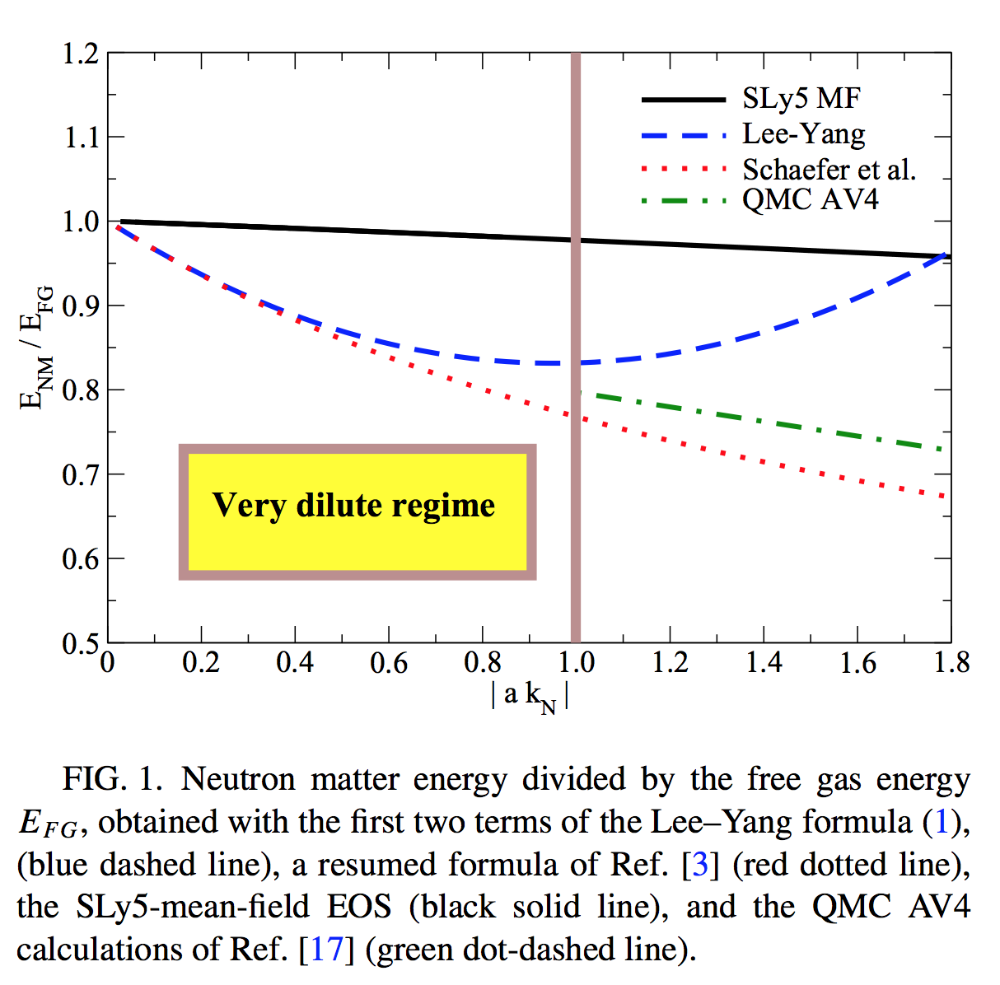 1.2
1.1
1.0
0.9
0.8
0.7
0.6
0.5
E_NM / E_FG
SLy5 MF
Lee-Yang
Schaefer et al.
QMC AV4
Very dilute regime
0 0.2 0.4 0.6 0.8 1.0 1.2 1.4 1.6 1.8
| a k_N |
FIG. 1. Neutron matter energy divided by the free gas energy
E_FG, obtained with the first two terms of the Lee–Yang formula (1),
(blue dashed line), a resumed formula of Ref. [3] (red dotted line),
the SLy5-mean-field EOS (black solid line), and the QMC AV4
calculations of Ref. [17] (green dot-dashed line).